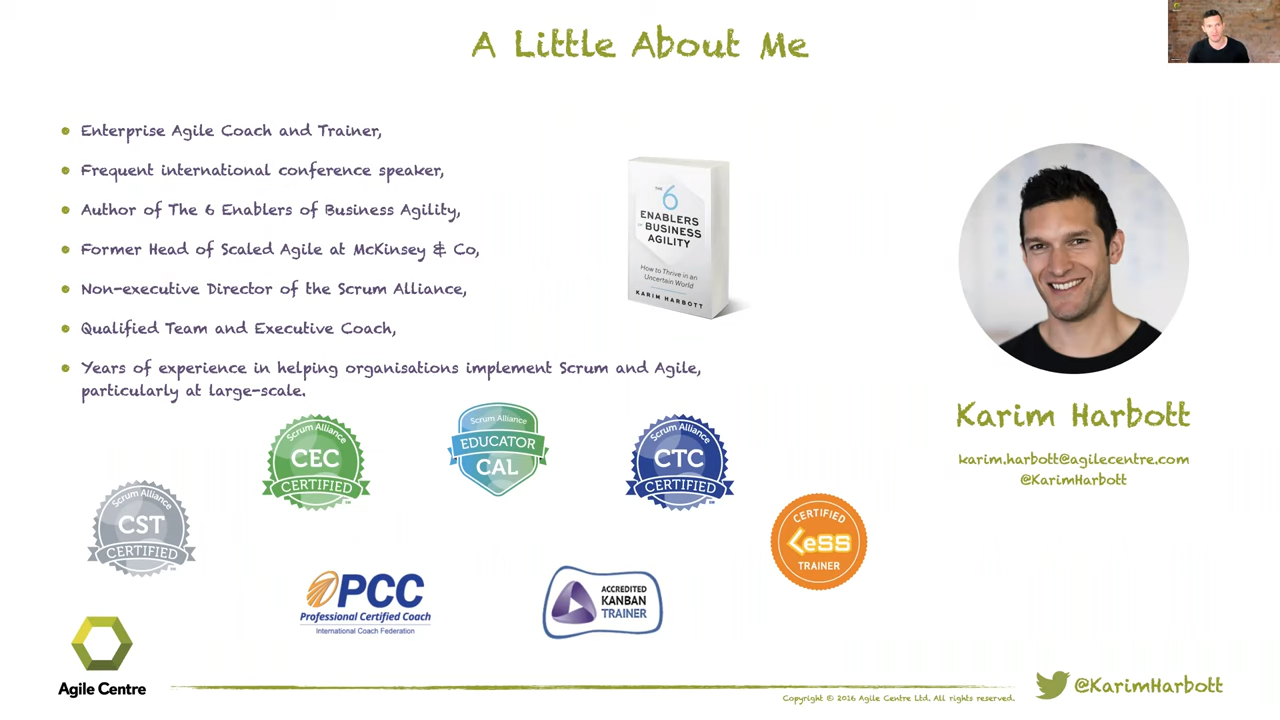 A Little About Me
Enterprise Agile Coach and Trainer,
Frequent international conference speaker,
Author of The 6 Enablers of Business Agility,
Former Head of Scaled Agile at McKinsey & Co,
Non-executive Director of the Scrum Alliance,
Qualified Team and Executive Coach,
Years of experience in helping organisations implement Scrum and Agile,
particularly at large-scale.
THE
6
ENABLERS
OF BUSINESS
AGILITY
How to Thrive in an
Uncertain World
KARIM HARBOTT
Karim Harbott
karim.harbott@agilecentre.com
@KarimHarbott
Scrum Alliance
CST
CERTIFIED
Scrum Alliance
CEC
CERTIFIED
Scrum Alliance
EDUCATOR
CAL
Scrum Alliance
CTC
CERTIFIED
CERTIFIED
Less
TRAINER
PCC
Professional Certified Coach
International Coach Federation
ACCREDITED
KANBAN
TRAINER
Agile Centre
Copyright © 2016 Agile Centre Ltd. All rights reserved.
@KarimHarbott